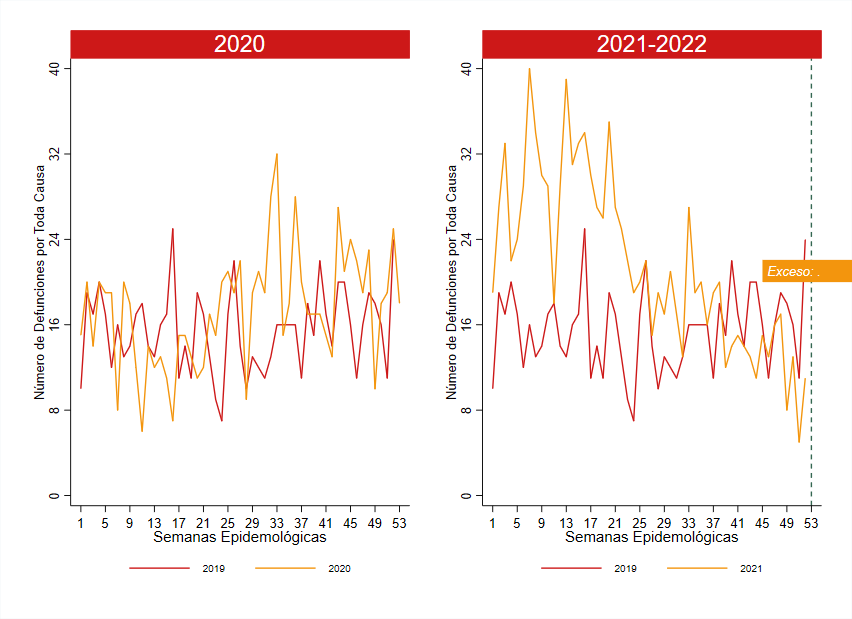 2020
Número de Defunciones por Toda Causa
40
32
24
16
8
0
1 5 9 13 17 21 25 29 33 37 41 45 49 53
Semanas Epidemológicas
2019 2020
2021-2022
Número de Defunciones por Toda Causa
40
32
24
16
8
0
Exceso: .
1 5 9 13 17 21 25 29 33 37 41 45 49 53
Semanas Epidemológicas
2019 2021